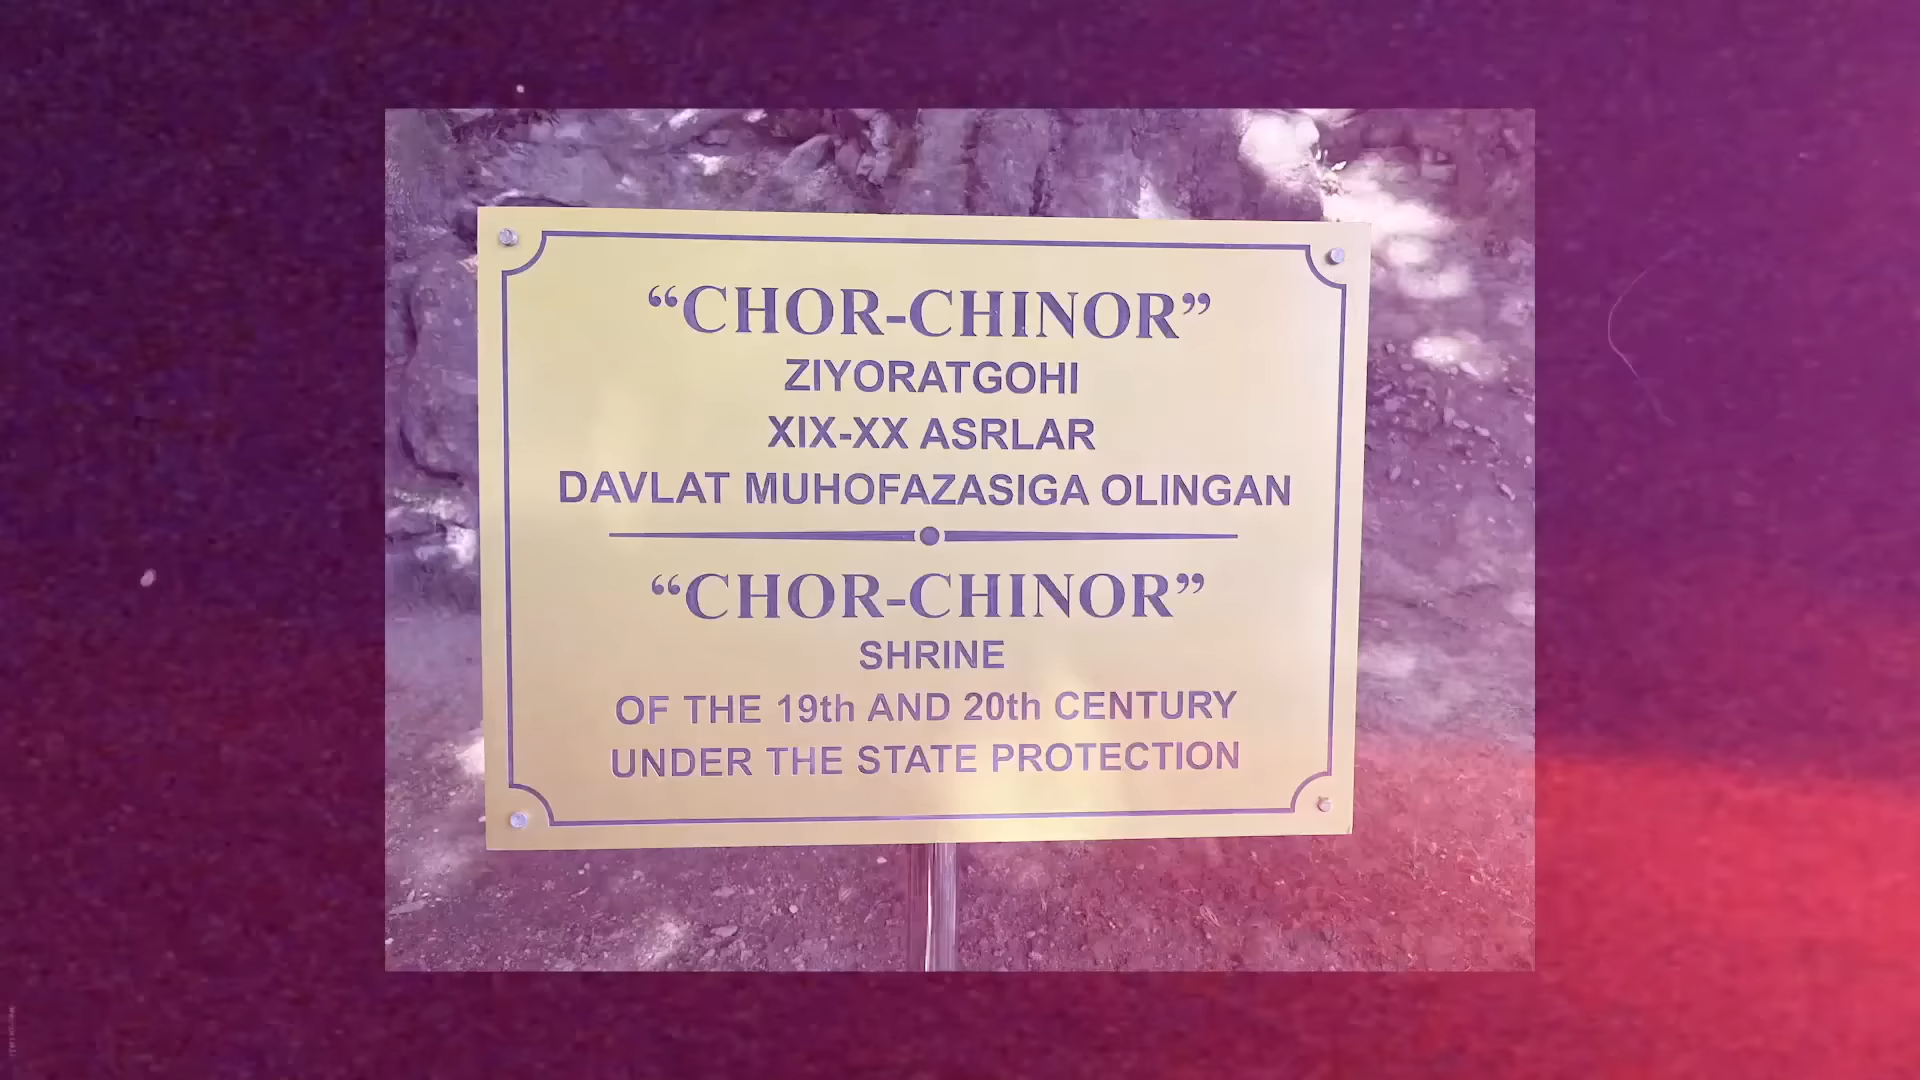 “CHOR-CHINOR”
ZIYORATGOHI
XIX-XX ASRLAR
DAVLAT MUHOFAZASIGA OLINGAN
“CHOR-CHINOR”
SHRINE
OF THE 19th AND 20th CENTURY
UNDER THE STATE PROTECTION